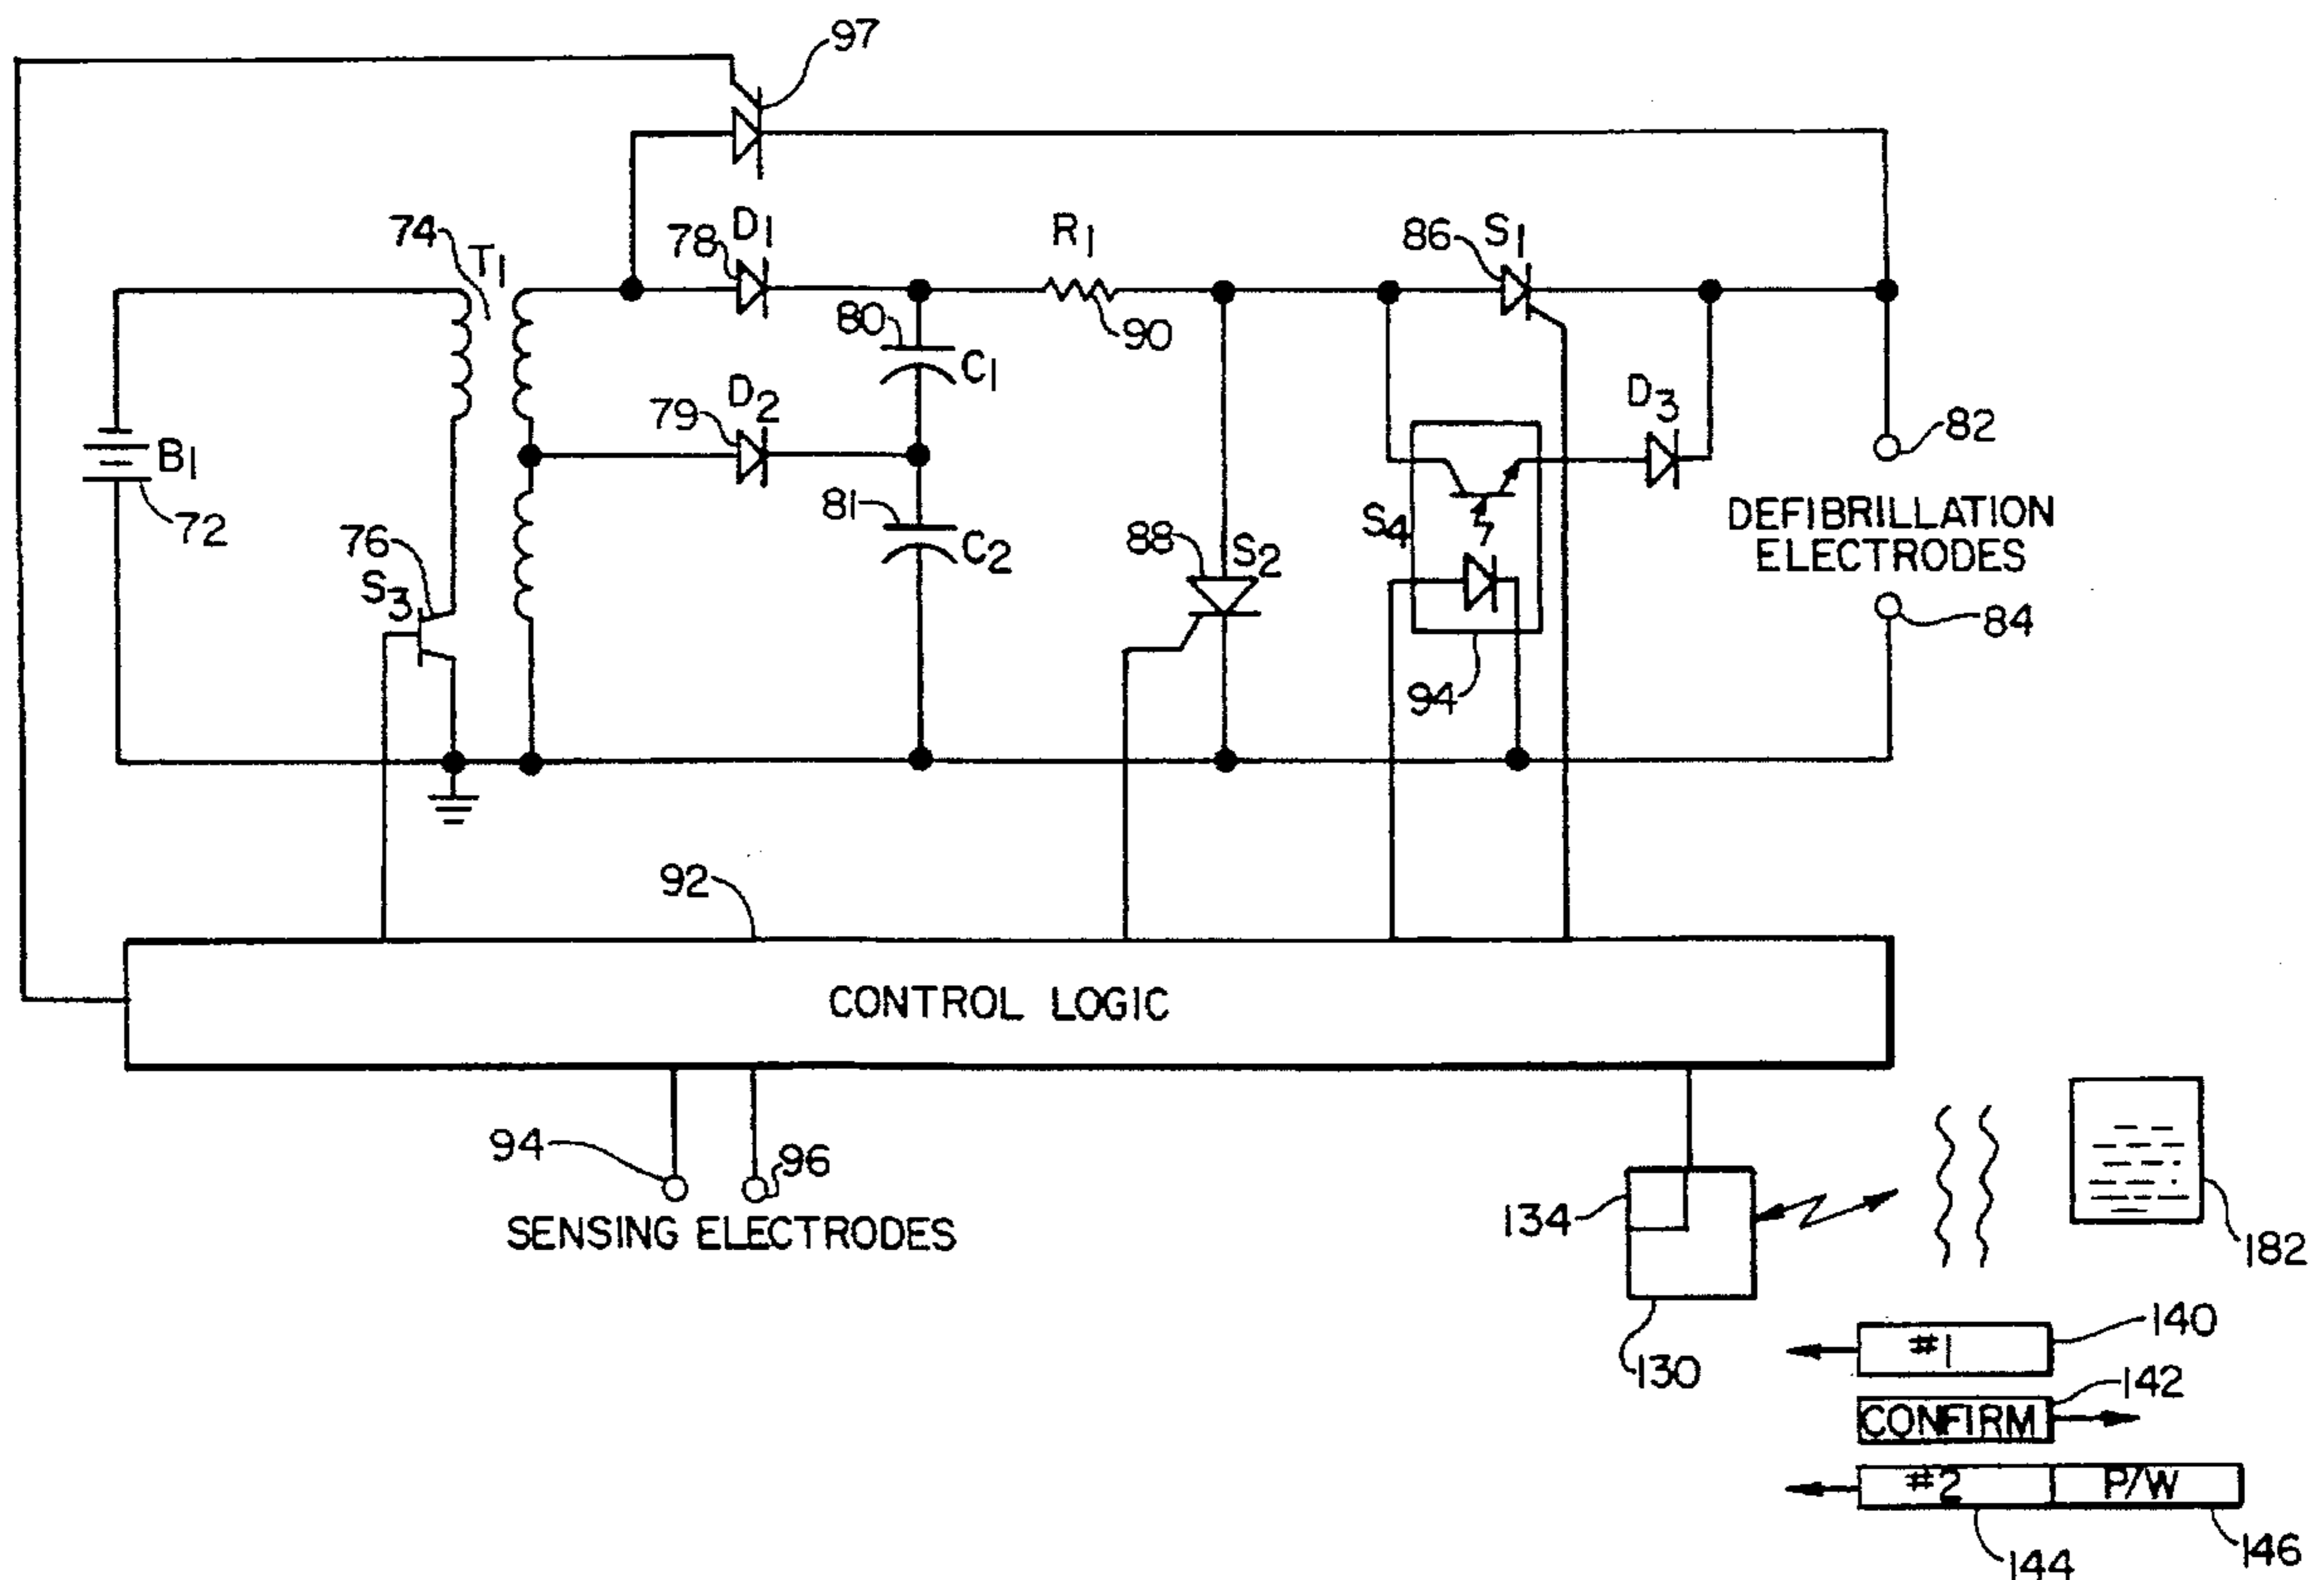 97
74
T1
78
D1
R1
86
S1
80
90
C1
79
D2
D3
82
B1
72
81
C2
76
S3
88
S2
S4
DEFIBRILLATION
ELECTRODES
84
94
92
CONTROL LOGIC
94
96
SENSING ELECTRODES
134
130
182
#1
140
CONFIRM
142
#2 P/W
144
146